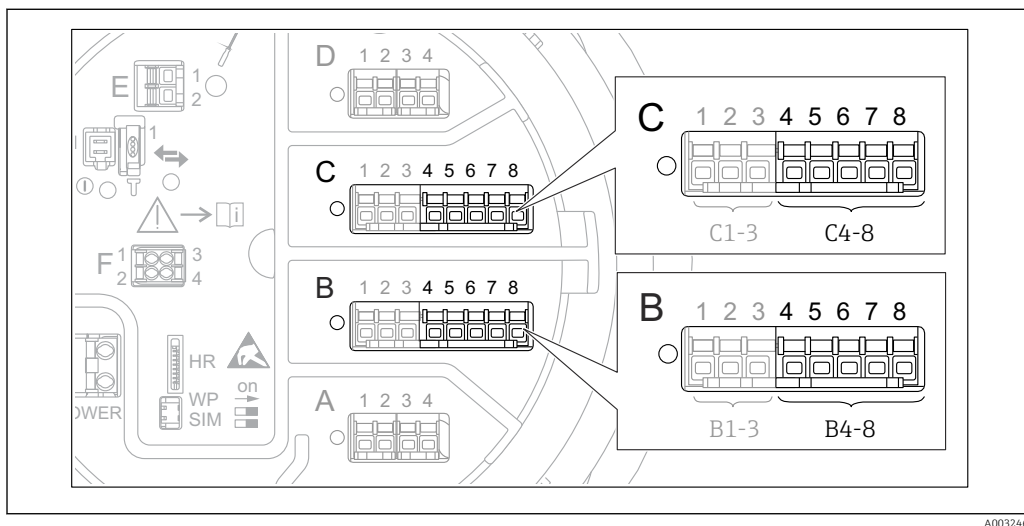 D 1 2 3 4
E 1
2
1
C 1 2 3 4 5 6 7 8
C 1 2 3 4 5 6 7 8
C1-3 C4-8
F 1 3
2 4
B 1 2 3 4 5 6 7 8
B 1 2 3 4 5 6 7 8
B1-3 B4-8
HR
WP on
SIM
OWER
A 1 2 3 4